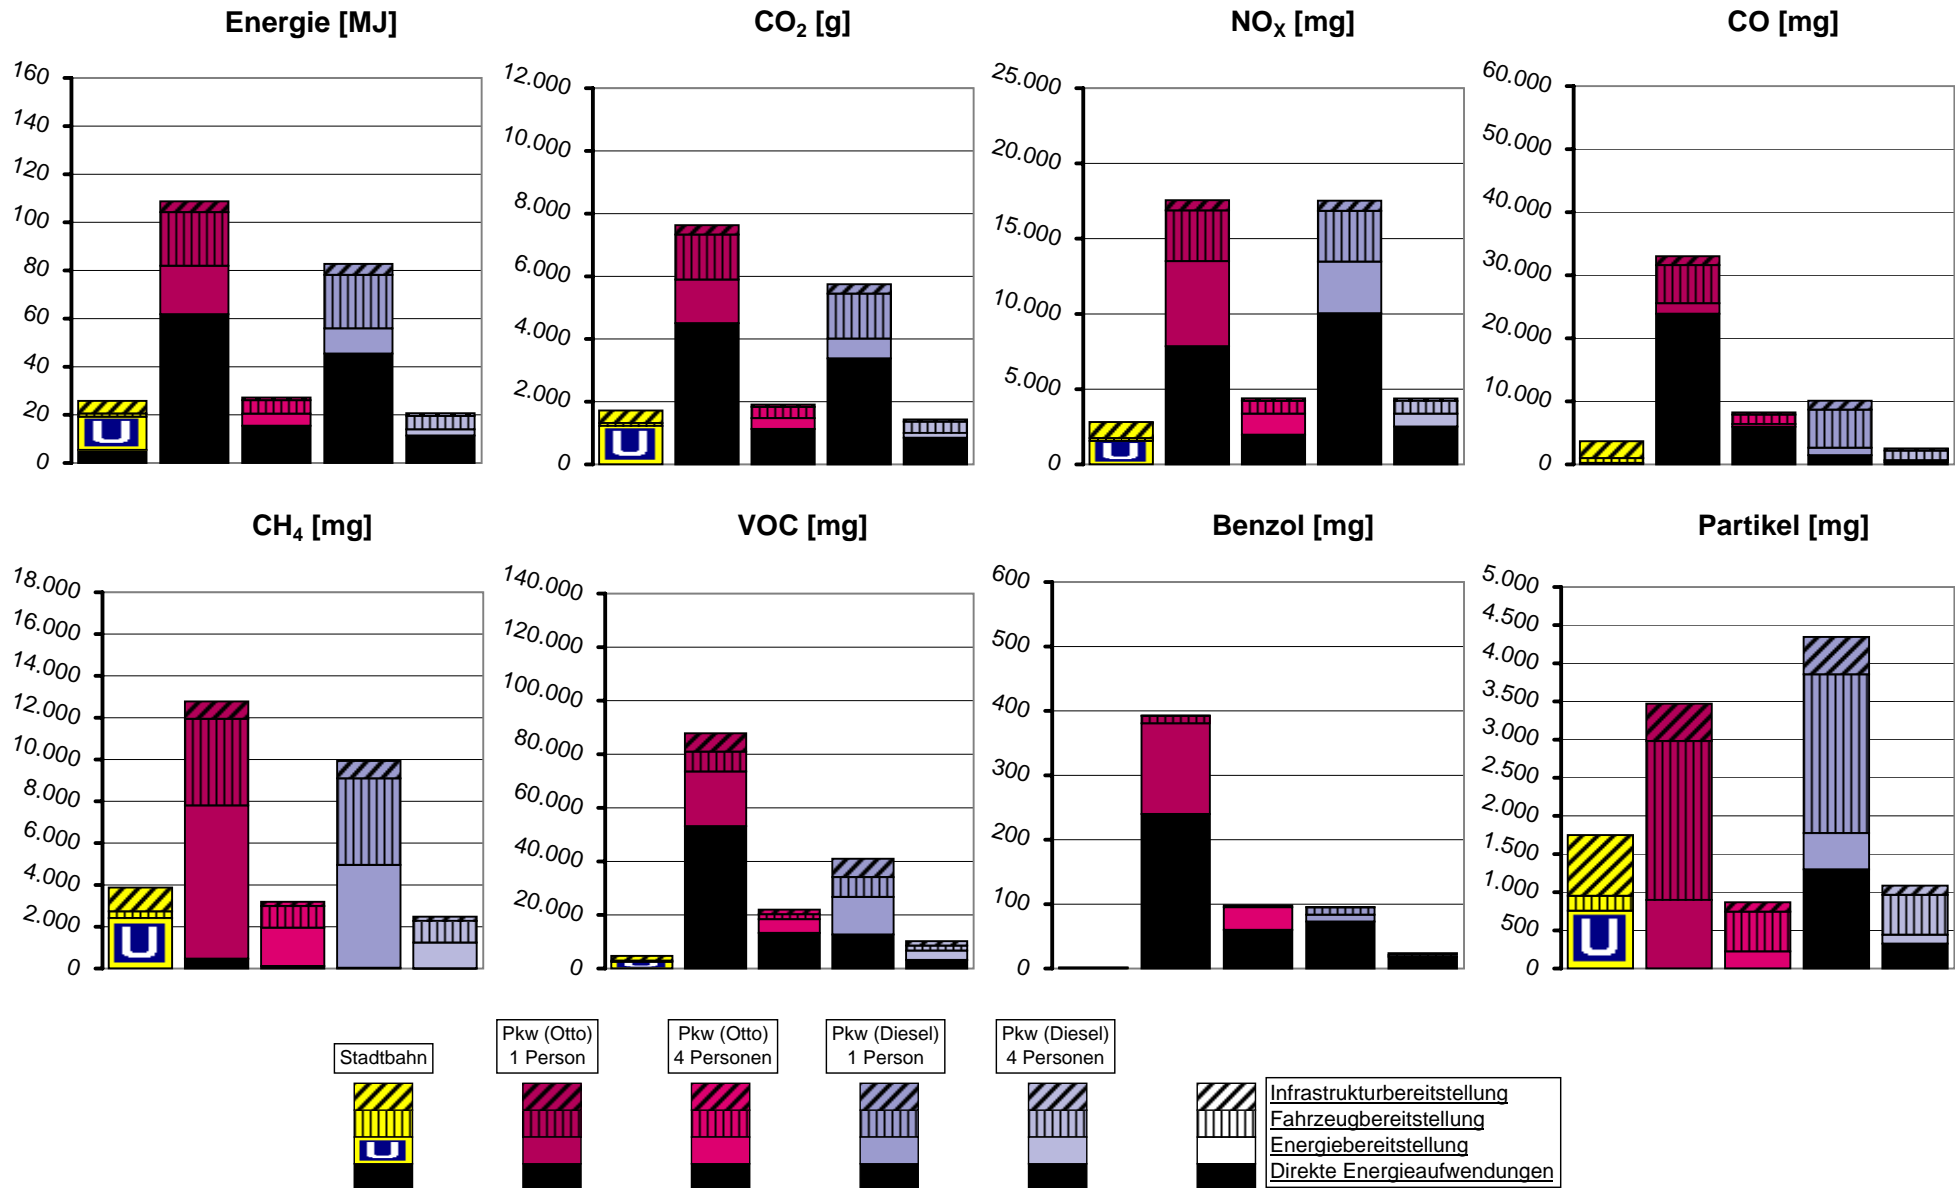 Energie [MJ]
CO₂ [g]
NOₓ [mg]
CO [mg]
160
140
120
100
80
60
40
20
0
U
12.000
10.000
8.000
6.000
4.000
2.000
0
U
25.000
20.000
15.000
10.000
5.000
0
U
60.000
50.000
40.000
30.000
20.000
10.000
0
CH₄ [mg]
VOC [mg]
Benzol [mg]
Partikel [mg]
18.000
16.000
14.000
12.000
10.000
8.000
6.000
4.000
2.000
0
U
140.000
120.000
100.000
80.000
60.000
40.000
20.000
0
U
600
500
400
300
200
100
0
5.000
4.500
4.000
3.500
3.000
2.500
2.000
1.500
1.000
500
0
U
Stadtbahn
Pkw (Otto)
1 Person
Pkw (Otto)
4 Personen
Pkw (Diesel)
1 Person
Pkw (Diesel)
4 Personen
U
Infrastrukturbereitstellung
Fahrzeugbereitstellung
Energiebereitstellung
Direkte Energieaufwendungen